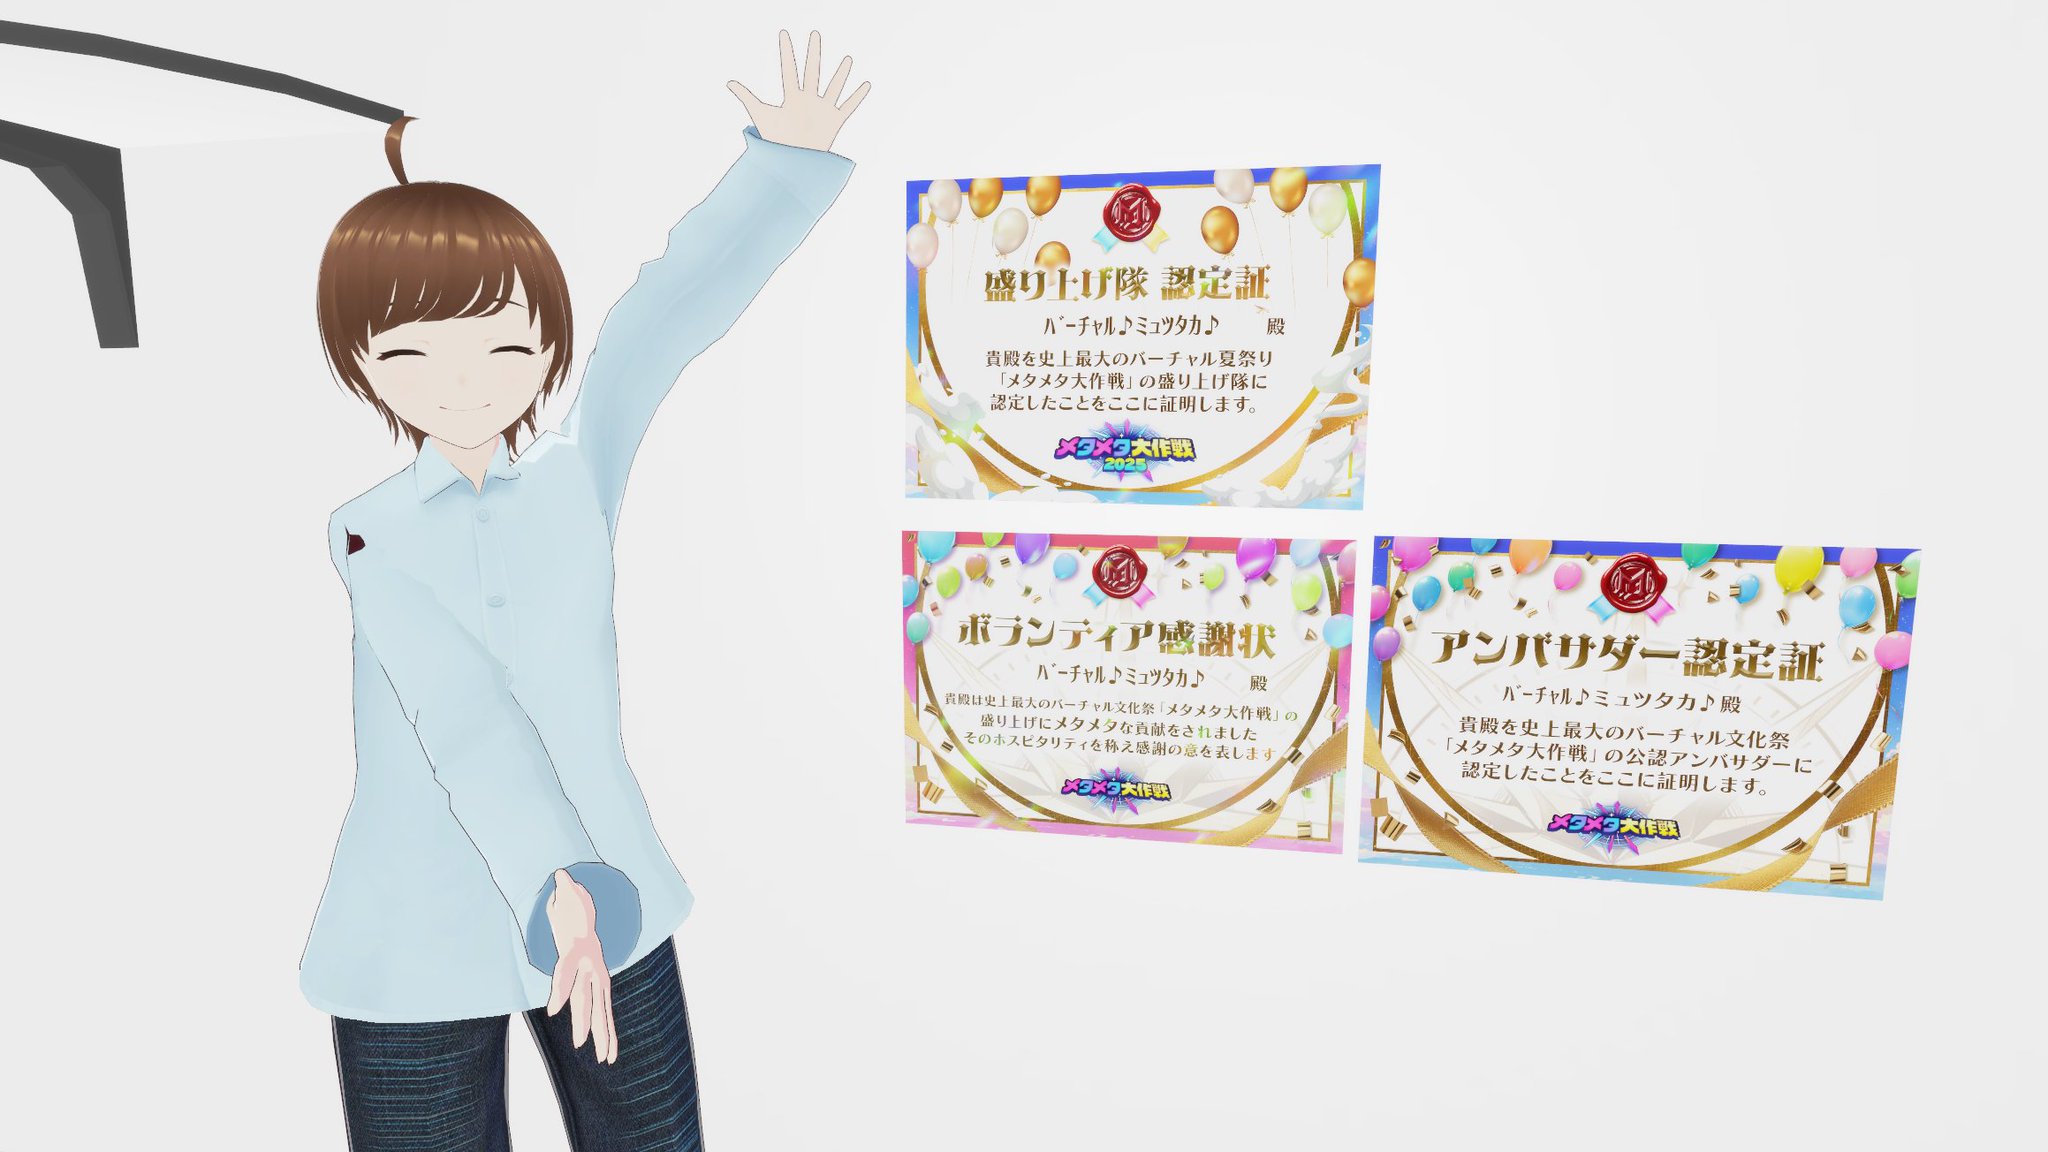 盛り上げ隊 認定証
バーチャル♪ミュツタカ♪ 殿
貴殿を史上最大のバーチャル夏祭り
「メタメタ大作戦」の盛り上げ隊に
認定したことをここに証明します。
メタメタ大作戦
2025
ボランティア感謝状
バーチャル♪ミュツタカ♪ 殿
貴殿は史上最大のバーチャル文化祭「メタメタ大作戦」の
盛り上げにメタメタな貢献をされました
そのホスピタリティを称え感謝の意を表します
メタメタ大作戦
アンバサダー認定証
バーチャル♪ミュツタカ♪殿
貴殿を史上最大のバーチャル文化祭
「メタメタ大作戦」の公認アンバサダーに
認定したことをここに証明します。
メタメタ大作戦